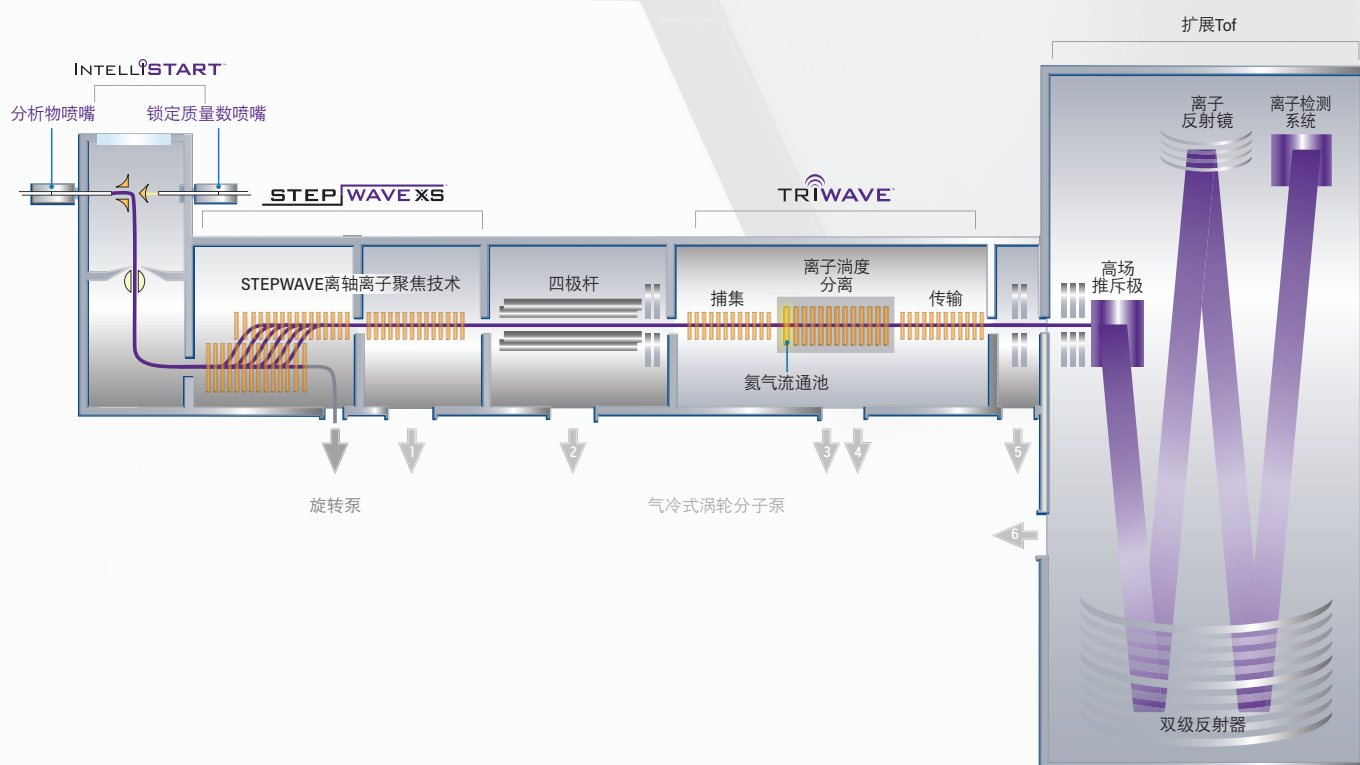 扩展Tof
INTELLiSTART™
分析物喷嘴
锁定质量数喷嘴
离子
反射镜
离子检测
系统
STEPWAVE XS™
TRIWAVE™
STEPWAVE离轴离子聚焦技术
四极杆
捕集
离子淌度
分离
传输
高场
推斥极
氦气流通池
1
2
3
4
5
旋转泵
气冷式涡轮分子泵
6
双级反射器